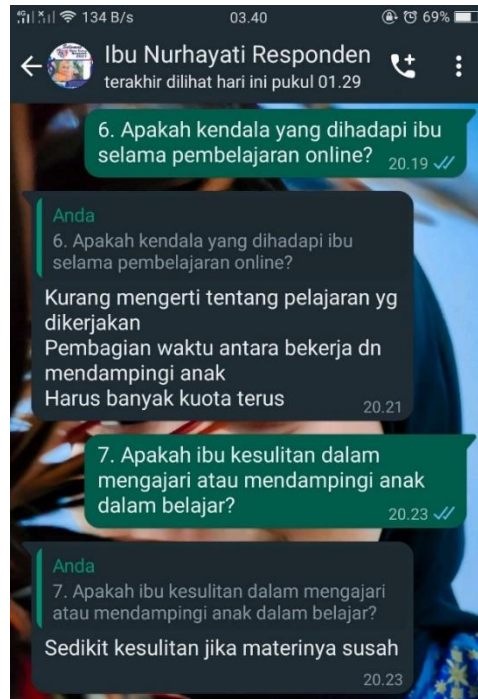 134 B/s 03.40 69%
Ibu Nurhayati Responden
terakhir dilihat hari ini pukul 01.29
6. Apakah kendala yang dihadapi ibu
selama pembelajaran online? 20.19
Anda
6. Apakah kendala yang dihadapi ibu
selama pembelajaran online?
Kurang mengerti tentang pelajaran yg
dikerjakan
Pembagian waktu antara bekerja dn
mendampingi anak
Harus banyak kuota terus 20.21
7. Apakah ibu kesulitan dalam
mengajari atau mendampingi anak
dalam belajar? 20.23
Anda
7. Apakah ibu kesulitan dalam mengajari
atau mendampingi anak dalam belajar?
Sedikit kesulitan jika materinya susah
20.23